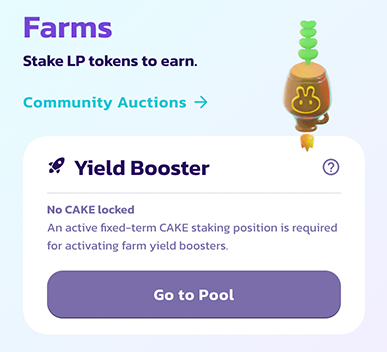 Farms
Stake LP tokens to earn.
Community Auctions
Yield Booster
No CAKE locked
An active fixed-term CAKE staking position is required
for activating farm yield boosters.
Go to Pool